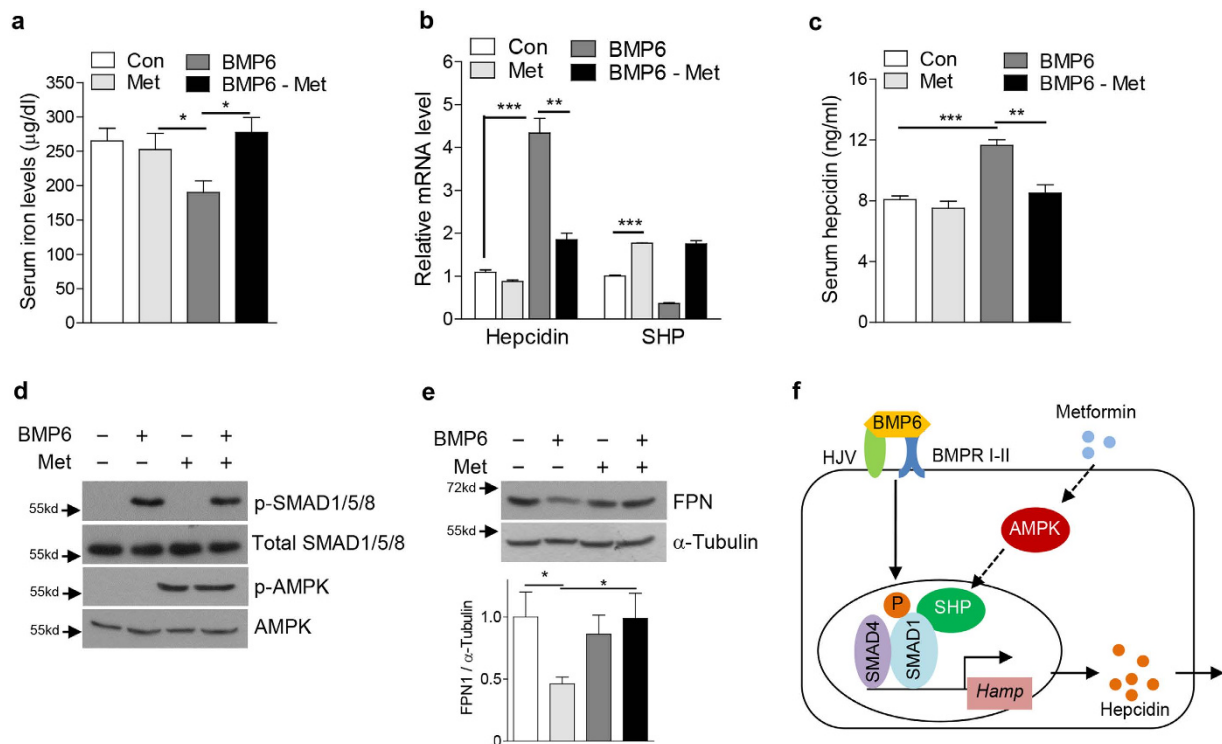 a
Con
BMP6
Met
BMP6 - Met
Serum iron levels (µg/dl)
350
300
250
200
150
100
50
0
*
*
b
Con
BMP6
Met
BMP6 - Met
Relative mRNA level
6
5
4
3
2
1
0
***
**
***
Hepcidin
SHP
c
Con
BMP6
Met
BMP6 - Met
Serum hepcidin (ng/ml)
16
12
8
4
0
***
**
d
BMP6 – + – +
Met – – + +
55kd p-SMAD1/5/8
55kd Total SMAD1/5/8
55kd p-AMPK
55kd AMPK
e
BMP6 – + – +
Met – – + +
72kd FPN
55kd α-Tubulin
FPN1 / α-Tubulin
1.0
0.5
0
*
*
f
BMP6
HJV
BMPR I-II
Metformin
AMPK
P
SHP
SMAD4
SMAD1
Hamp
Hepcidin